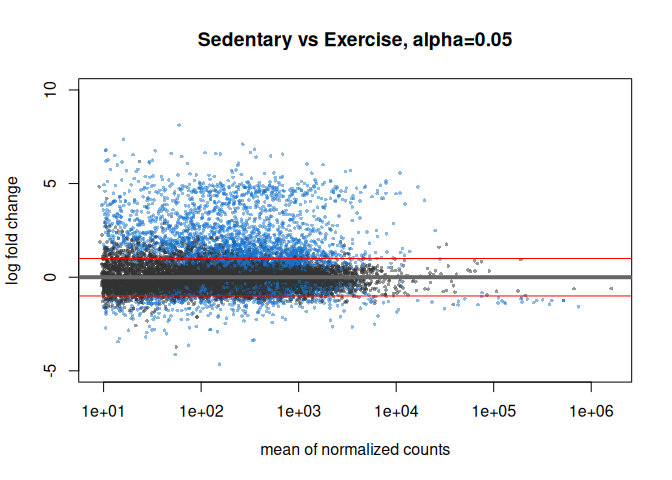 Sedentary vs Exercise, alpha=0.05
log fold change
10
5
0
-5
1e+01 1e+02 1e+03 1e+04 1e+05 1e+06
mean of normalized counts